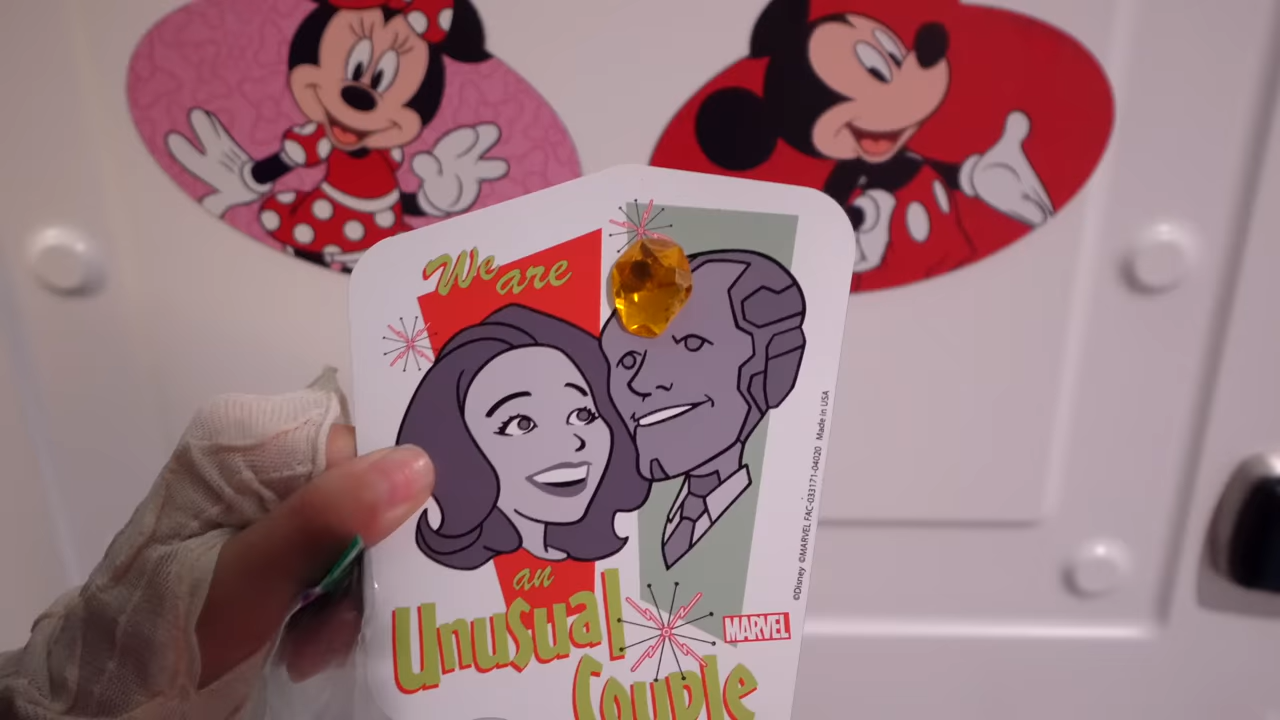 We are
an
Unusual
Couple
MARVEL
©Disney ©MARVEL FAC-033171-04020 Made in USA